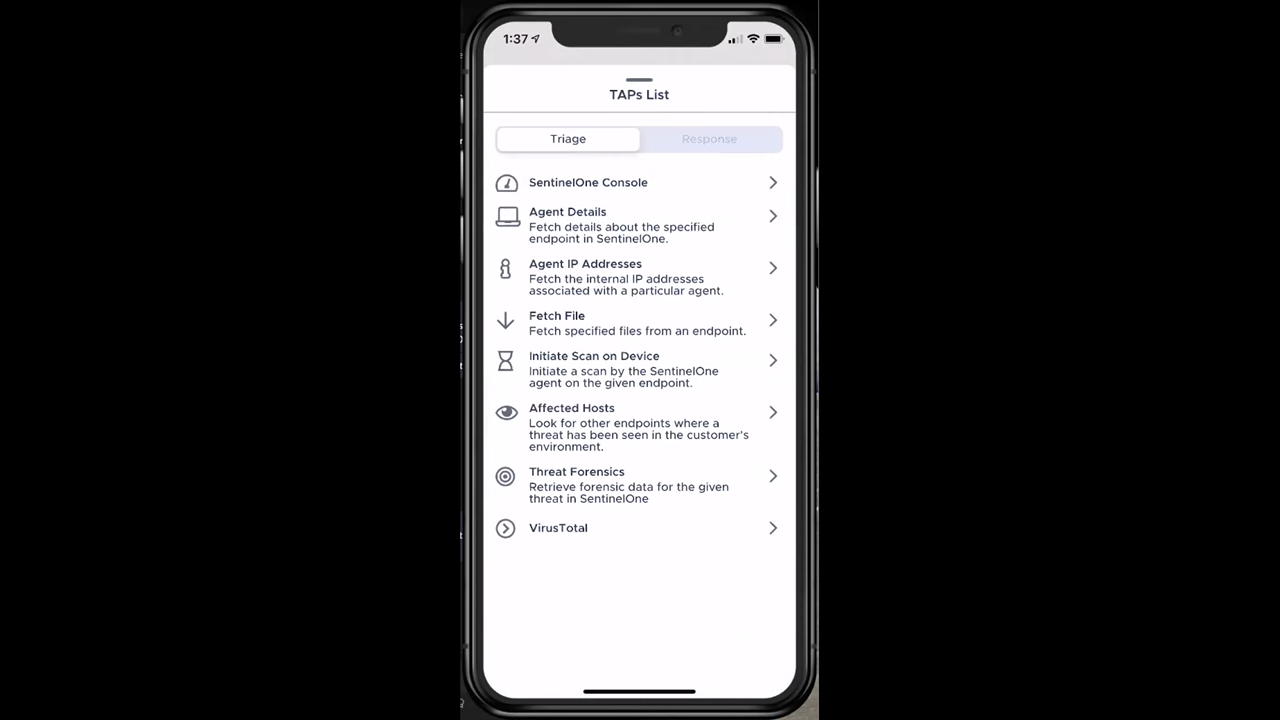 1:37
TAPs List
Triage
Response
SentinelOne Console
Agent Details
Fetch details about the specified
endpoint in SentinelOne.
Agent IP Addresses
Fetch the internal IP addresses
associated with a particular agent.
Fetch File
Fetch specified files from an endpoint.
Initiate Scan on Device
Initiate a scan by the SentinelOne
agent on the given endpoint.
Affected Hosts
Look for other endpoints where a
threat has been seen in the customer's
environment.
Threat Forensics
Retrieve forensic data for the given
threat in SentinelOne
VirusTotal